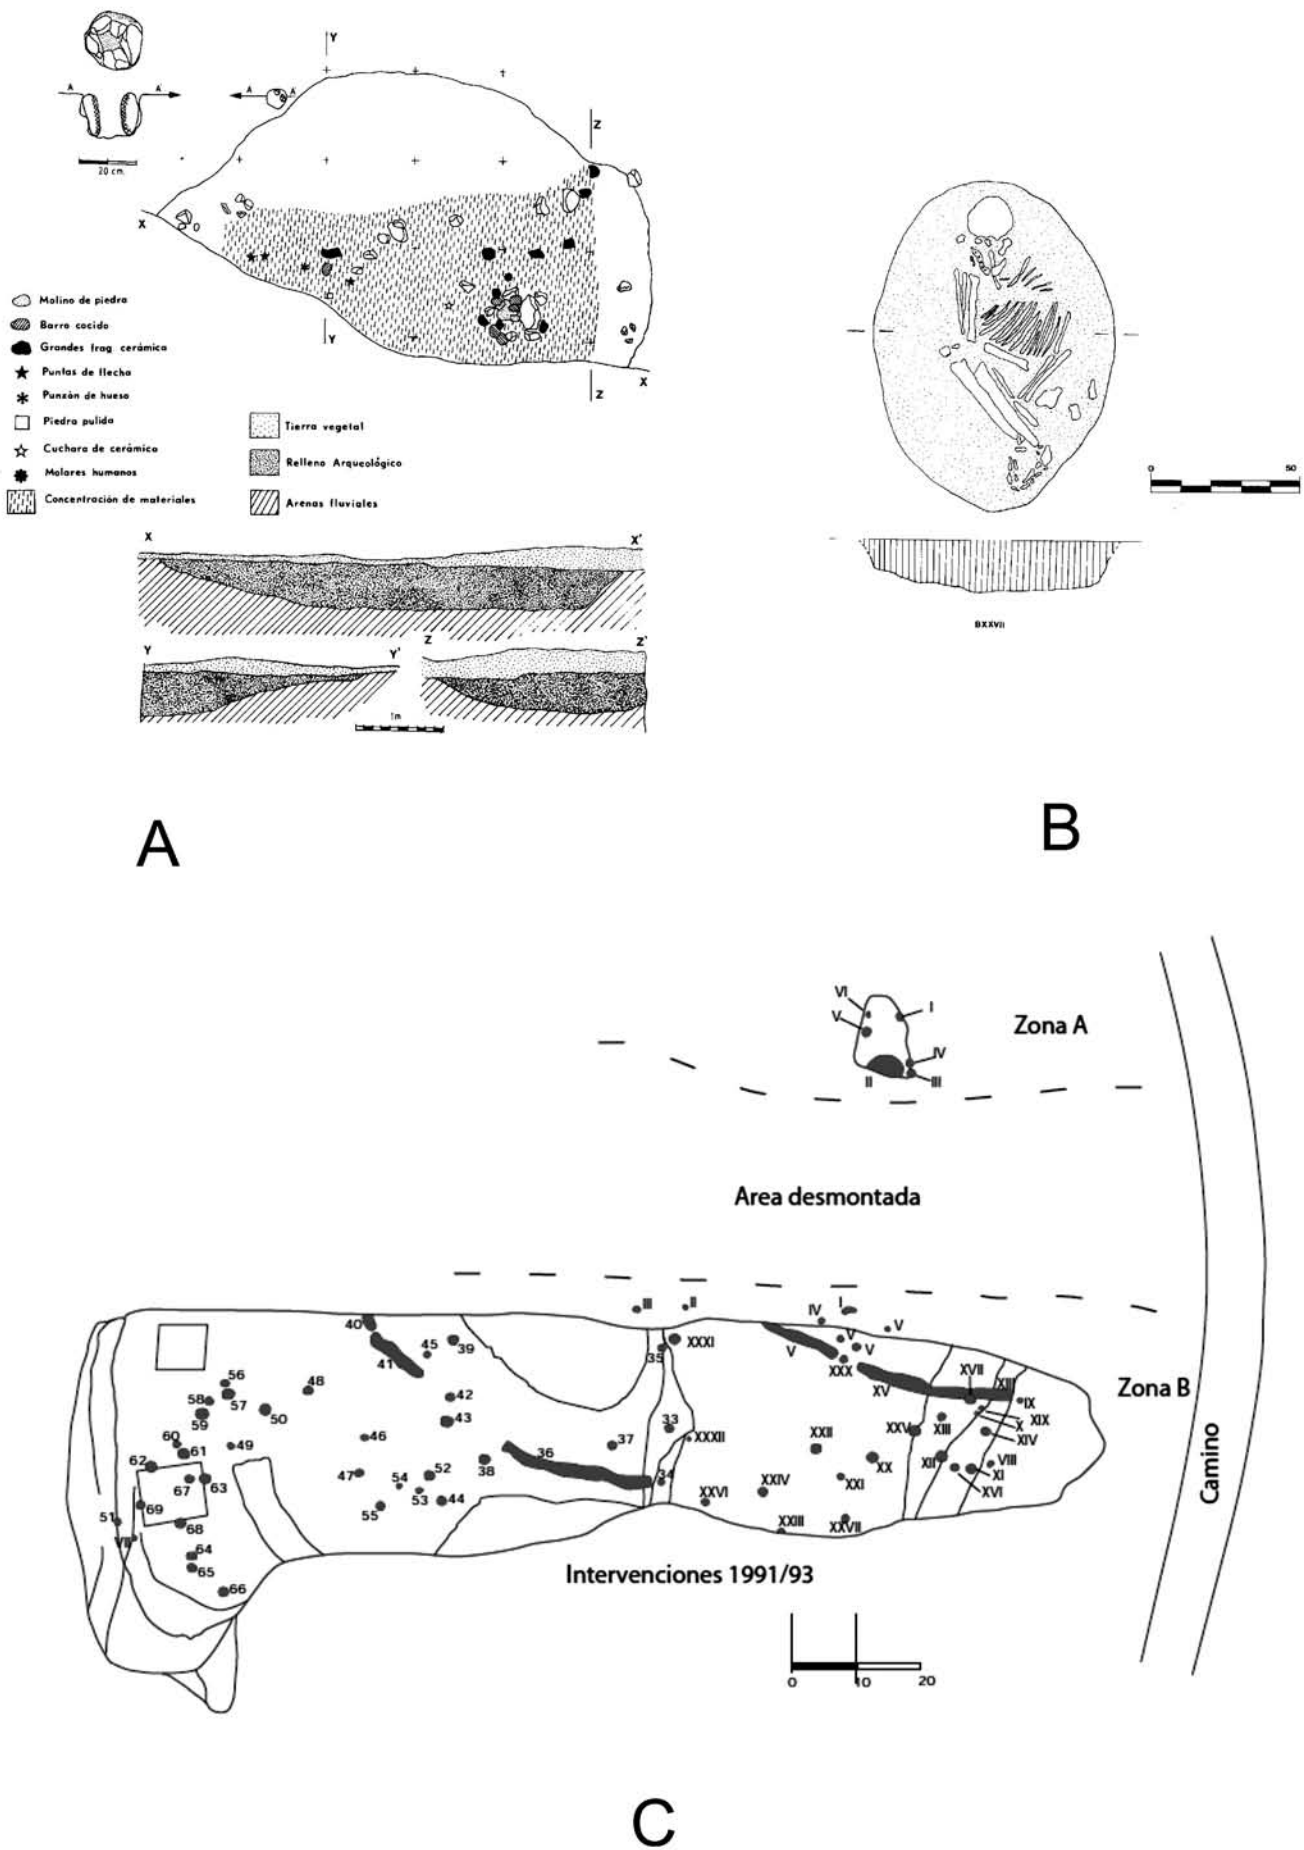 Y
A A'
A A'
Z
20 cm.
X
Y
X
Z
Molino de piedra
Barro cocido
Grandes frag. cerámica
Puntas de flecha
Punzón de hueso
Piedra pulida
Cuchara de cerámica
Molares humanos
Concentración de materiales
Tierra vegetal
Relleno Arqueológico
Arenas fluviales
X X'
Y Y' Z Z'
1m
A
0 50
BXXVII
B
VI I
V
IV
II III
Zona A
Area desmontada
III II I
IV V
40 45 39 35 XXXI V V
41 V XXX XVII XIII
Zona B
56 48 XV IX
58 57 42 XIX
59 50 43 33 XXV XIII X
60 46 XXXII XXII XIV
61 49 36 37
62 47 54 52 38 XII VIII
67 63 34 XXIV XX XI
69 53 44 XXVI XXI XVI
51 55
68 XXIII XXVII
VII
64
65
66
Camino
Intervenciones 1991/93
0 10 20
C